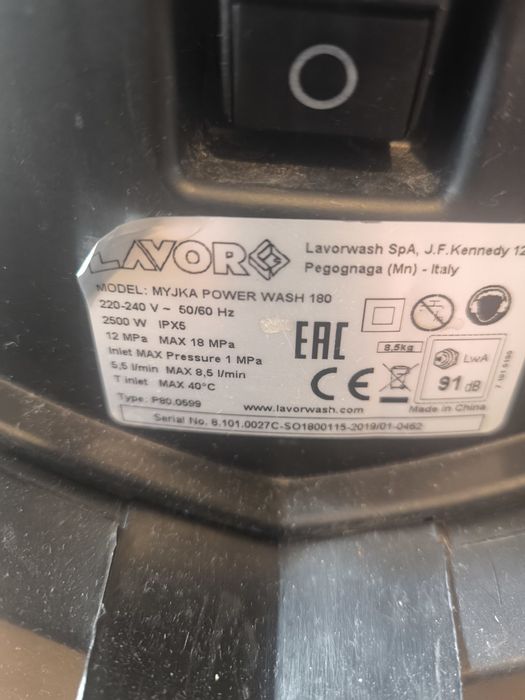 LAVOR
Lavorwash SpA, J.F.Kennedy 12
Pegognaga (Mn) - Italy
MODEL: MYJKA POWER WASH 180
220-240 V ~ 50/60 Hz
2500 W IPX5
12 MPa MAX 18 MPa
Inlet MAX Pressure 1 MPa
5,5 l/min MAX 8,5 l/min
T inlet MAX 40°C
Type: P80.0599
EAC
8,5kg
CE
LWA
91 dB
www.lavorwash.com
Made in China
Serial No. 8.101.0027C-SO1800115-2019/01-0462